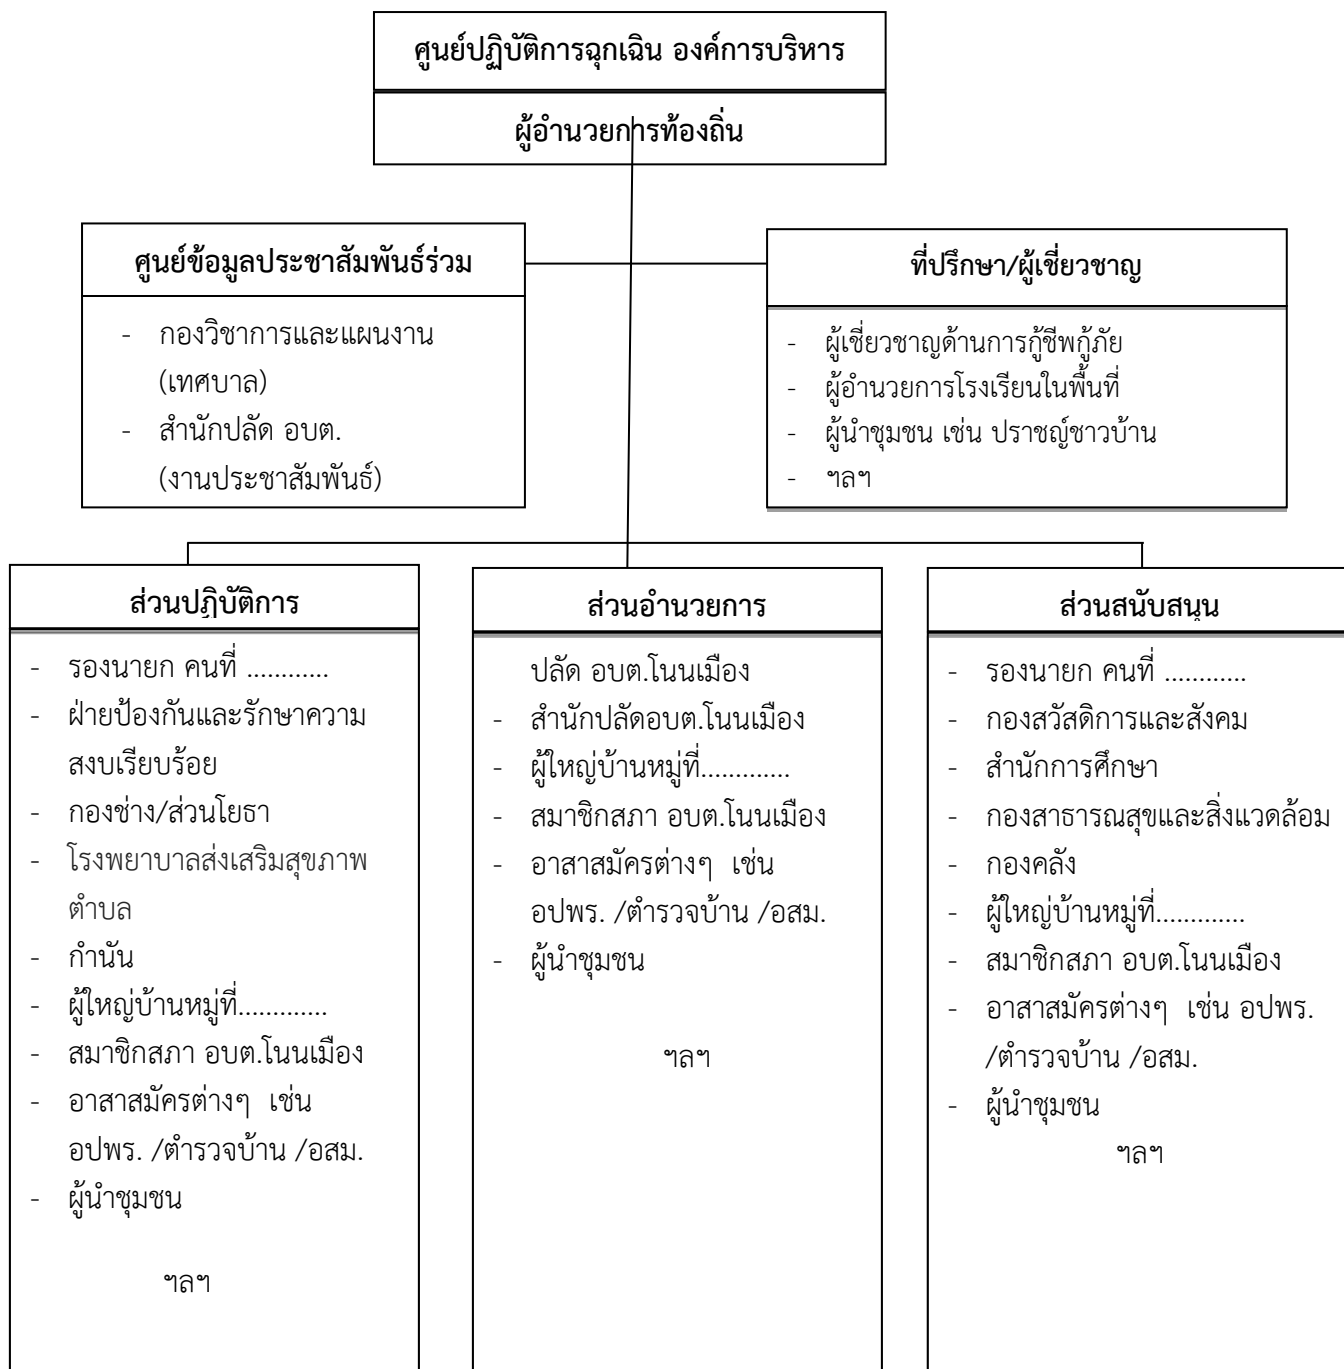 ศูนย์ปฏิบัติการฉุกเฉิน องค์การบริหาร
ผู้อำนวยการท้องถิ่น
ศูนย์ข้อมูลประชาสัมพันธ์ร่วม
- กองวิชาการและแผนงาน
(เทศบาล)
- สำนักปลัด อบต.
(งานประชาสัมพันธ์)
ที่ปรึกษา/ผู้เชี่ยวชาญ
- ผู้เชี่ยวชาญด้านการกู้ชีพกู้ภัย
- ผู้อำนวยการโรงเรียนในพื้นที่
- ผู้นำชุมชน เช่น ปราชญ์ชาวบ้าน
- ฯลฯ
ส่วนปฏิบัติการ
- รองนายก คนที่ ............
- ฝ่ายป้องกันและรักษาความ
สงบเรียบร้อย
- กองช่าง/ส่วนโยธา
- โรงพยาบาลส่งเสริมสุขภาพ
ตำบล
- กำนัน
- ผู้ใหญ่บ้านหมู่ที่.............
- สมาชิกสภา อบต.โนนเมือง
- อาสาสมัครต่างๆ เช่น
อปพร. /ตำรวจบ้าน /อสม.
- ผู้นำชุมชน
ฯลฯ
ส่วนอำนวยการ
ปลัด อบต.โนนเมือง
- สำนักปลัดอบต.โนนเมือง
- ผู้ใหญ่บ้านหมู่ที่.............
- สมาชิกสภา อบต.โนนเมือง
- อาสาสมัครต่างๆ เช่น
อปพร. /ตำรวจบ้าน /อสม.
- ผู้นำชุมชน
ฯลฯ
ส่วนสนับสนุน
- รองนายก คนที่ ............
- กองสวัสดิการและสังคม
- สำนักการศึกษา
- กองสาธารณสุขและสิ่งแวดล้อม
- กองคลัง
- ผู้ใหญ่บ้านหมู่ที่.............
- สมาชิกสภา อบต.โนนเมือง
- อาสาสมัครต่างๆ เช่น อปพร.
/ตำรวจบ้าน /อสม.
- ผู้นำชุมชน
ฯลฯ